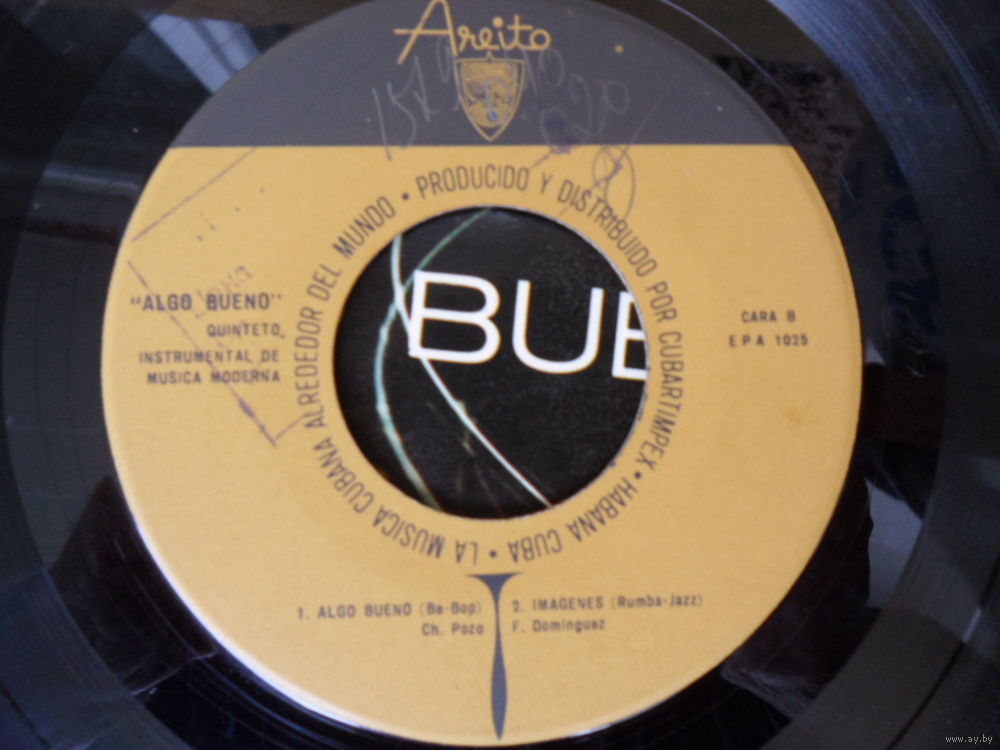 Areito
PRODUCIDO Y DISTRIBUIDO POR CUBARTIMPEX • HABANA CUBA • LA MUSICA CUBANA ALREDEDOR DEL MUNDO •
"ALGO BUENO"
QUINTETO
INSTRUMENTAL DE
MUSICA MODERNA
BUE
CARA B
EPA 1025
1. ALGO BUENO (Be-Bop)
Ch. Pozo
2. IMAGENES (Rumba-Jazz)
F. Dominguez
www.ay.by